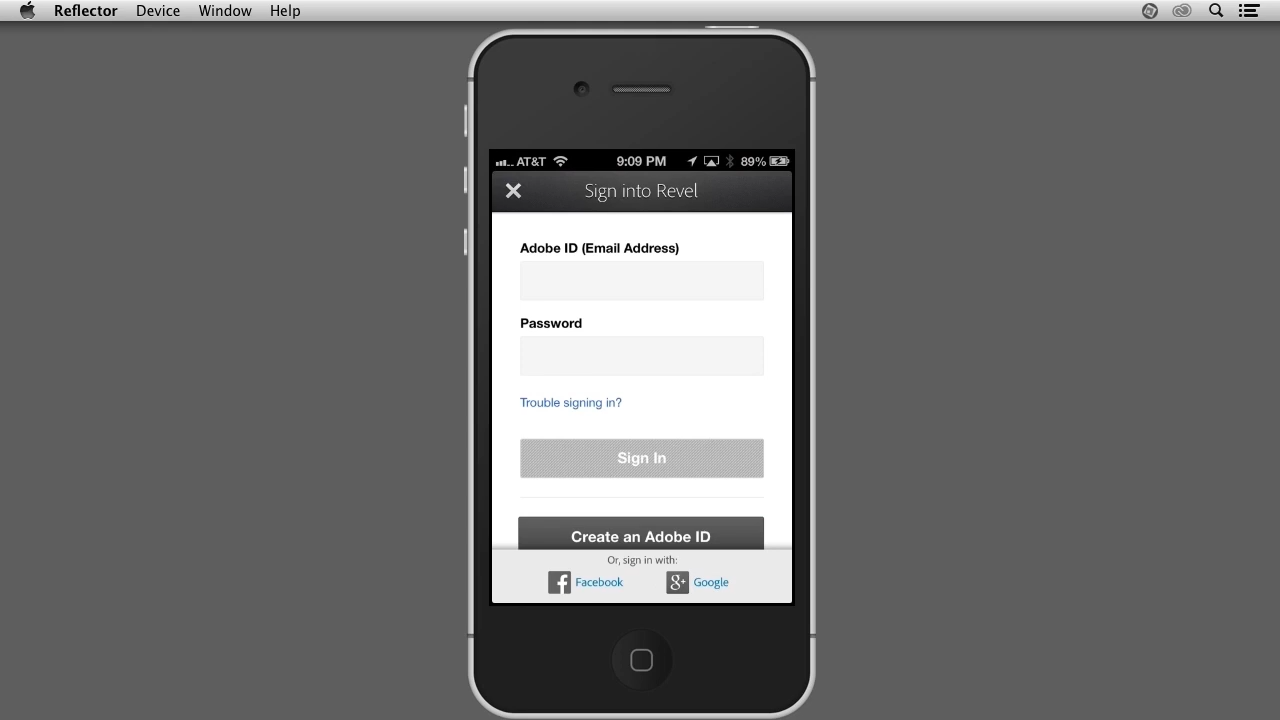 Reflector Device Window Help
AT&T 9:09 PM 89%
Sign into Revel
Adobe ID (Email Address)
Password
Trouble signing in?
Sign In
Create an Adobe ID
Or, sign in with:
Facebook Google